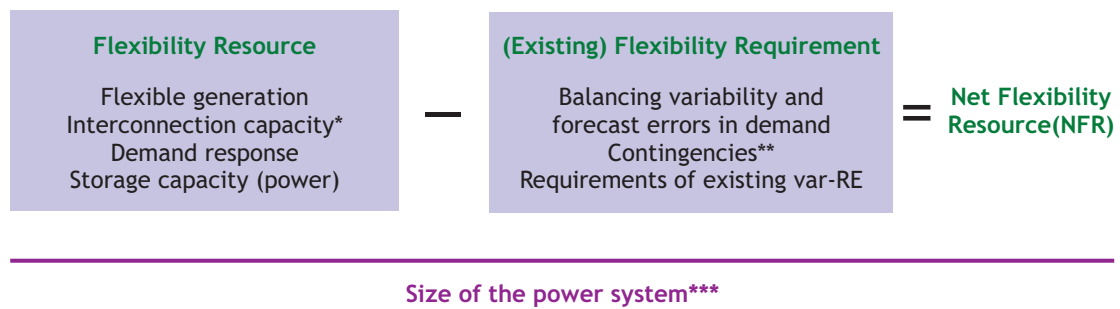 Flexibility Resource
Flexible generation
Interconnection capacity*
Demand response
Storage capacity (power)
—
(Existing) Flexibility Requirement
Balancing variability and
forecast errors in demand
Contingencies**
Requirements of existing var-RE
=
Net Flexibility
Resource(NFR)
Size of the power system***